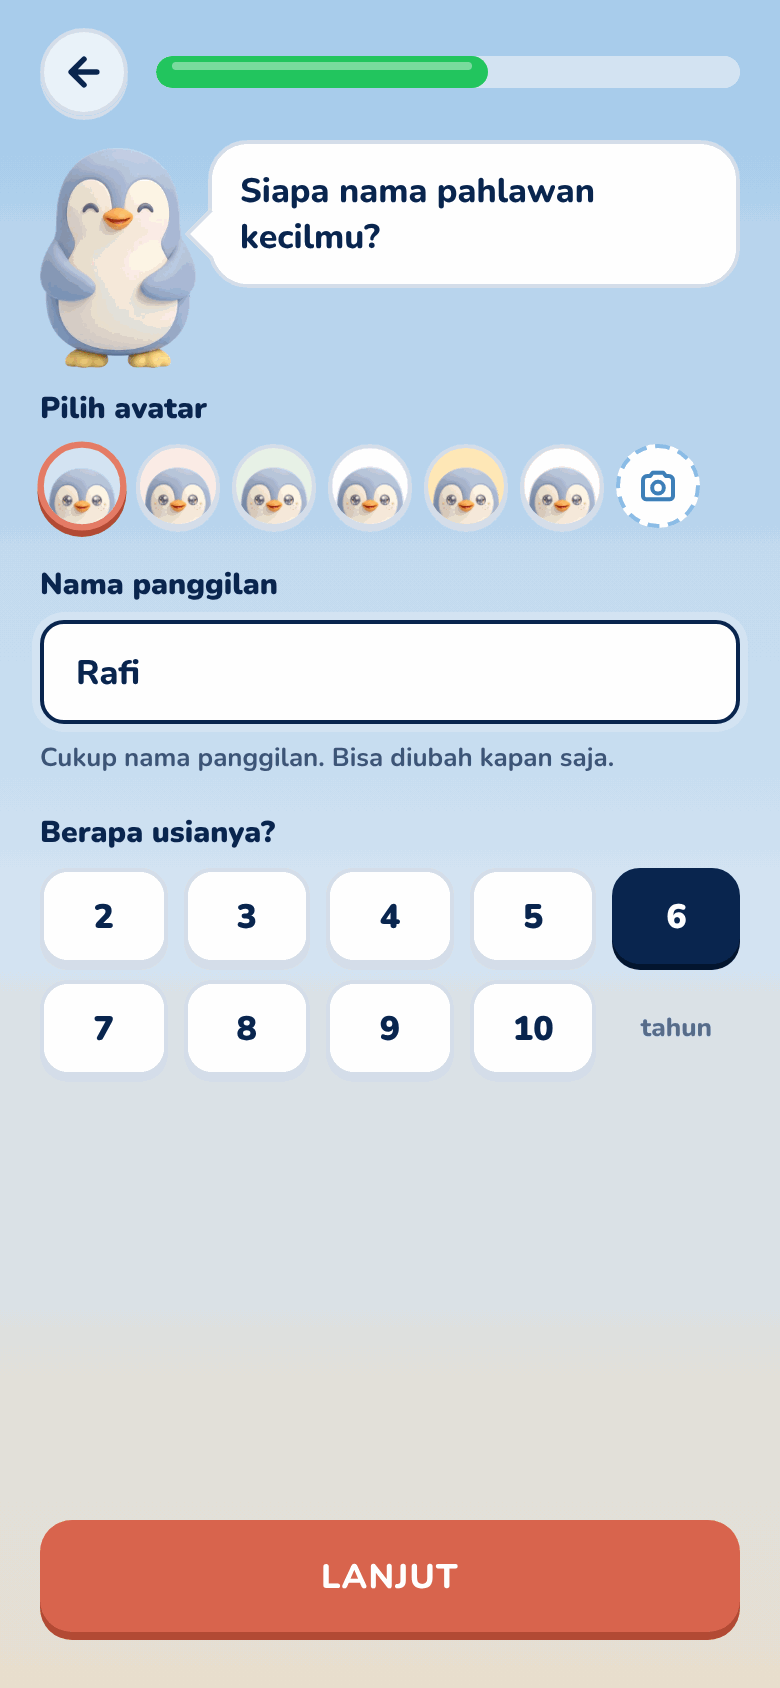 Siapa nama pahlawan
kecilmu?
Pilih avatar
Nama panggilan
Rafi
Cukup nama panggilan. Bisa diubah kapan saja.
Berapa usianya?
2 3 4 5 6
7 8 9 10 tahun
LANJUT